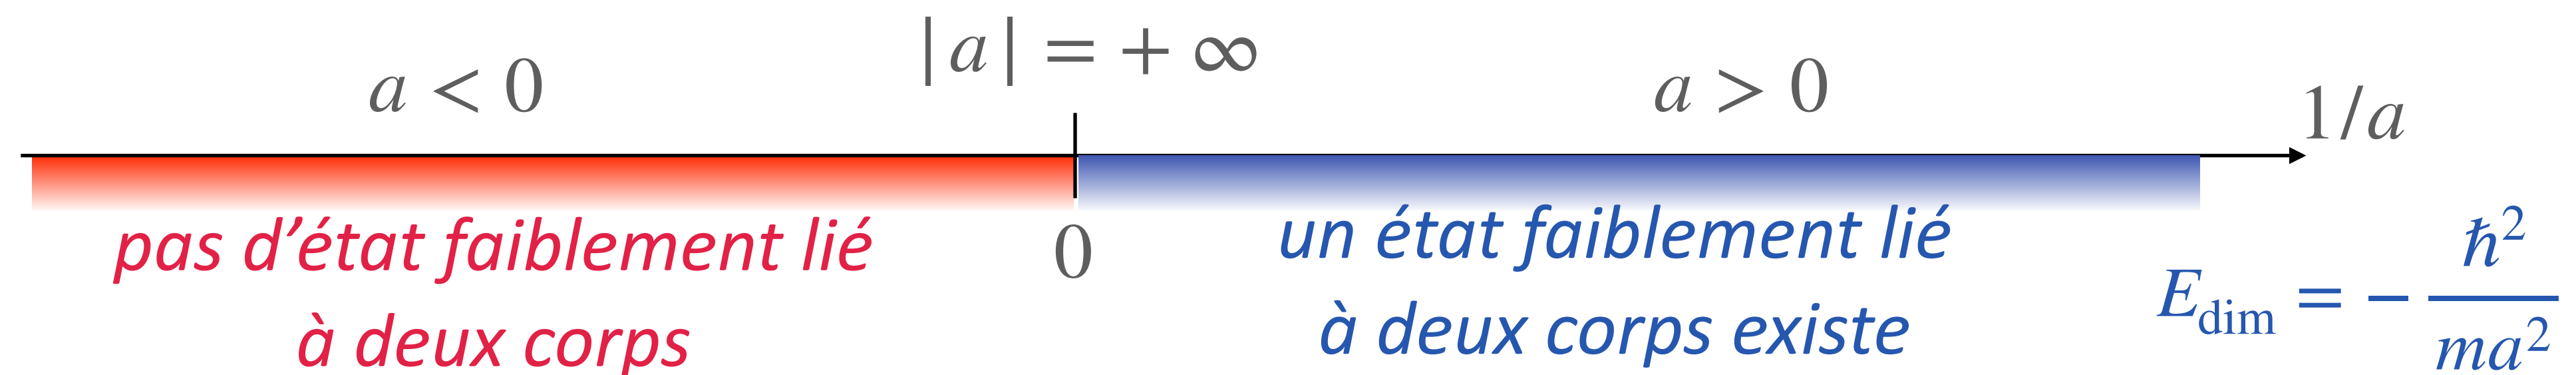 |a| = + ∞
a < 0
a > 0
1/a
pas d’état faiblement lié
à deux corps
0
un état faiblement lié
à deux corps existe
E_dim = − ℏ² / ma²